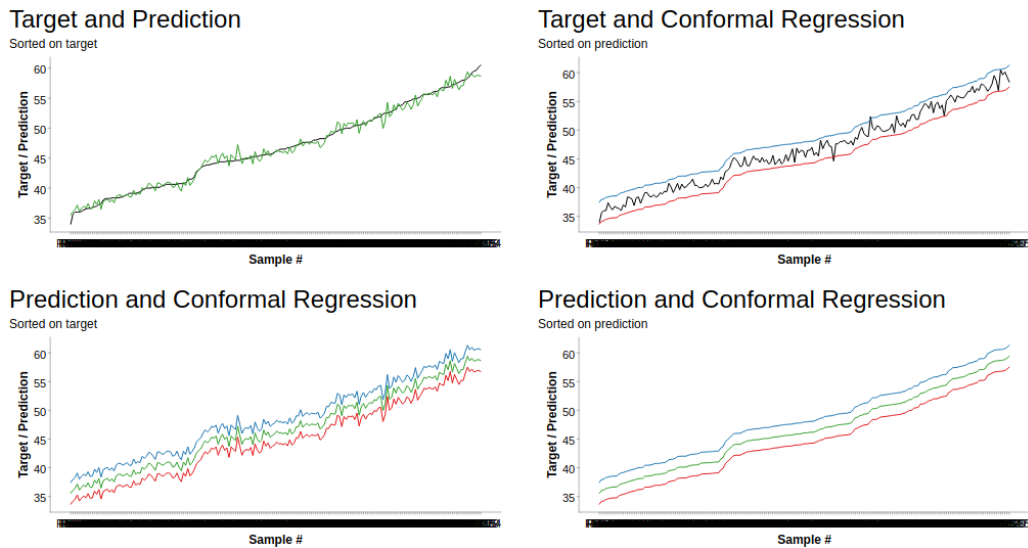 Target and Prediction
Sorted on target
Target / Prediction
60
55
50
45
40
35
Sample #
Target and Conformal Regression
Sorted on prediction
Target / Prediction
60
55
50
45
40
35
Sample #
Prediction and Conformal Regression
Sorted on target
Target / Prediction
60
55
50
45
40
35
Sample #
Prediction and Conformal Regression
Sorted on prediction
Target / Prediction
60
55
50
45
40
35
Sample #